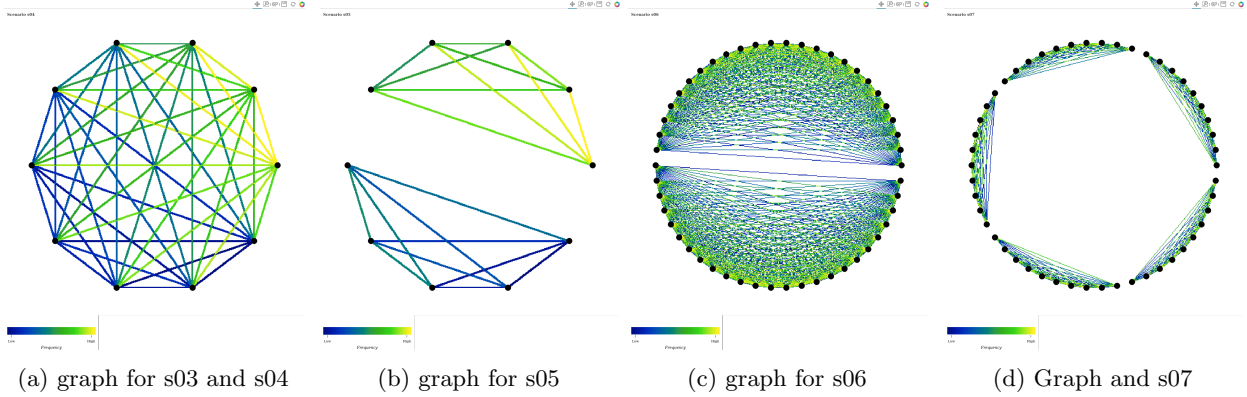 Scenario s04
Scenario s05
Scenario s06
Scenario s07
Low High
Frequency
Low High
Frequency
Low High
Frequency
Low High
Frequency
(a) graph for s03 and s04
(b) graph for s05
(c) graph for s06
(d) Graph and s07